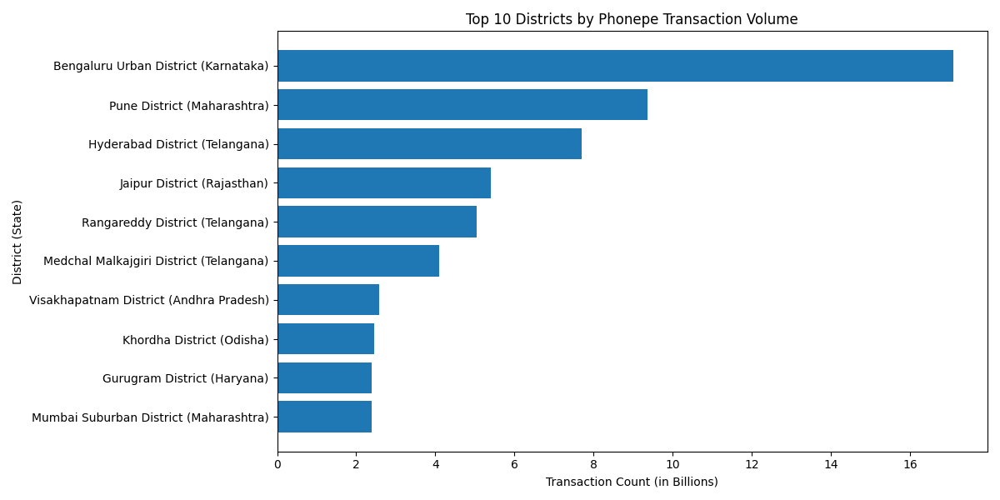 Top 10 Districts by Phonepe Transaction Volume
District (State)
Bengaluru Urban District (Karnataka)
Pune District (Maharashtra)
Hyderabad District (Telangana)
Jaipur District (Rajasthan)
Rangareddy District (Telangana)
Medchal Malkajgiri District (Telangana)
Visakhapatnam District (Andhra Pradesh)
Khordha District (Odisha)
Gurugram District (Haryana)
Mumbai Suburban District (Maharashtra)
0 2 4 6 8 10 12 14 16
Transaction Count (in Billions)